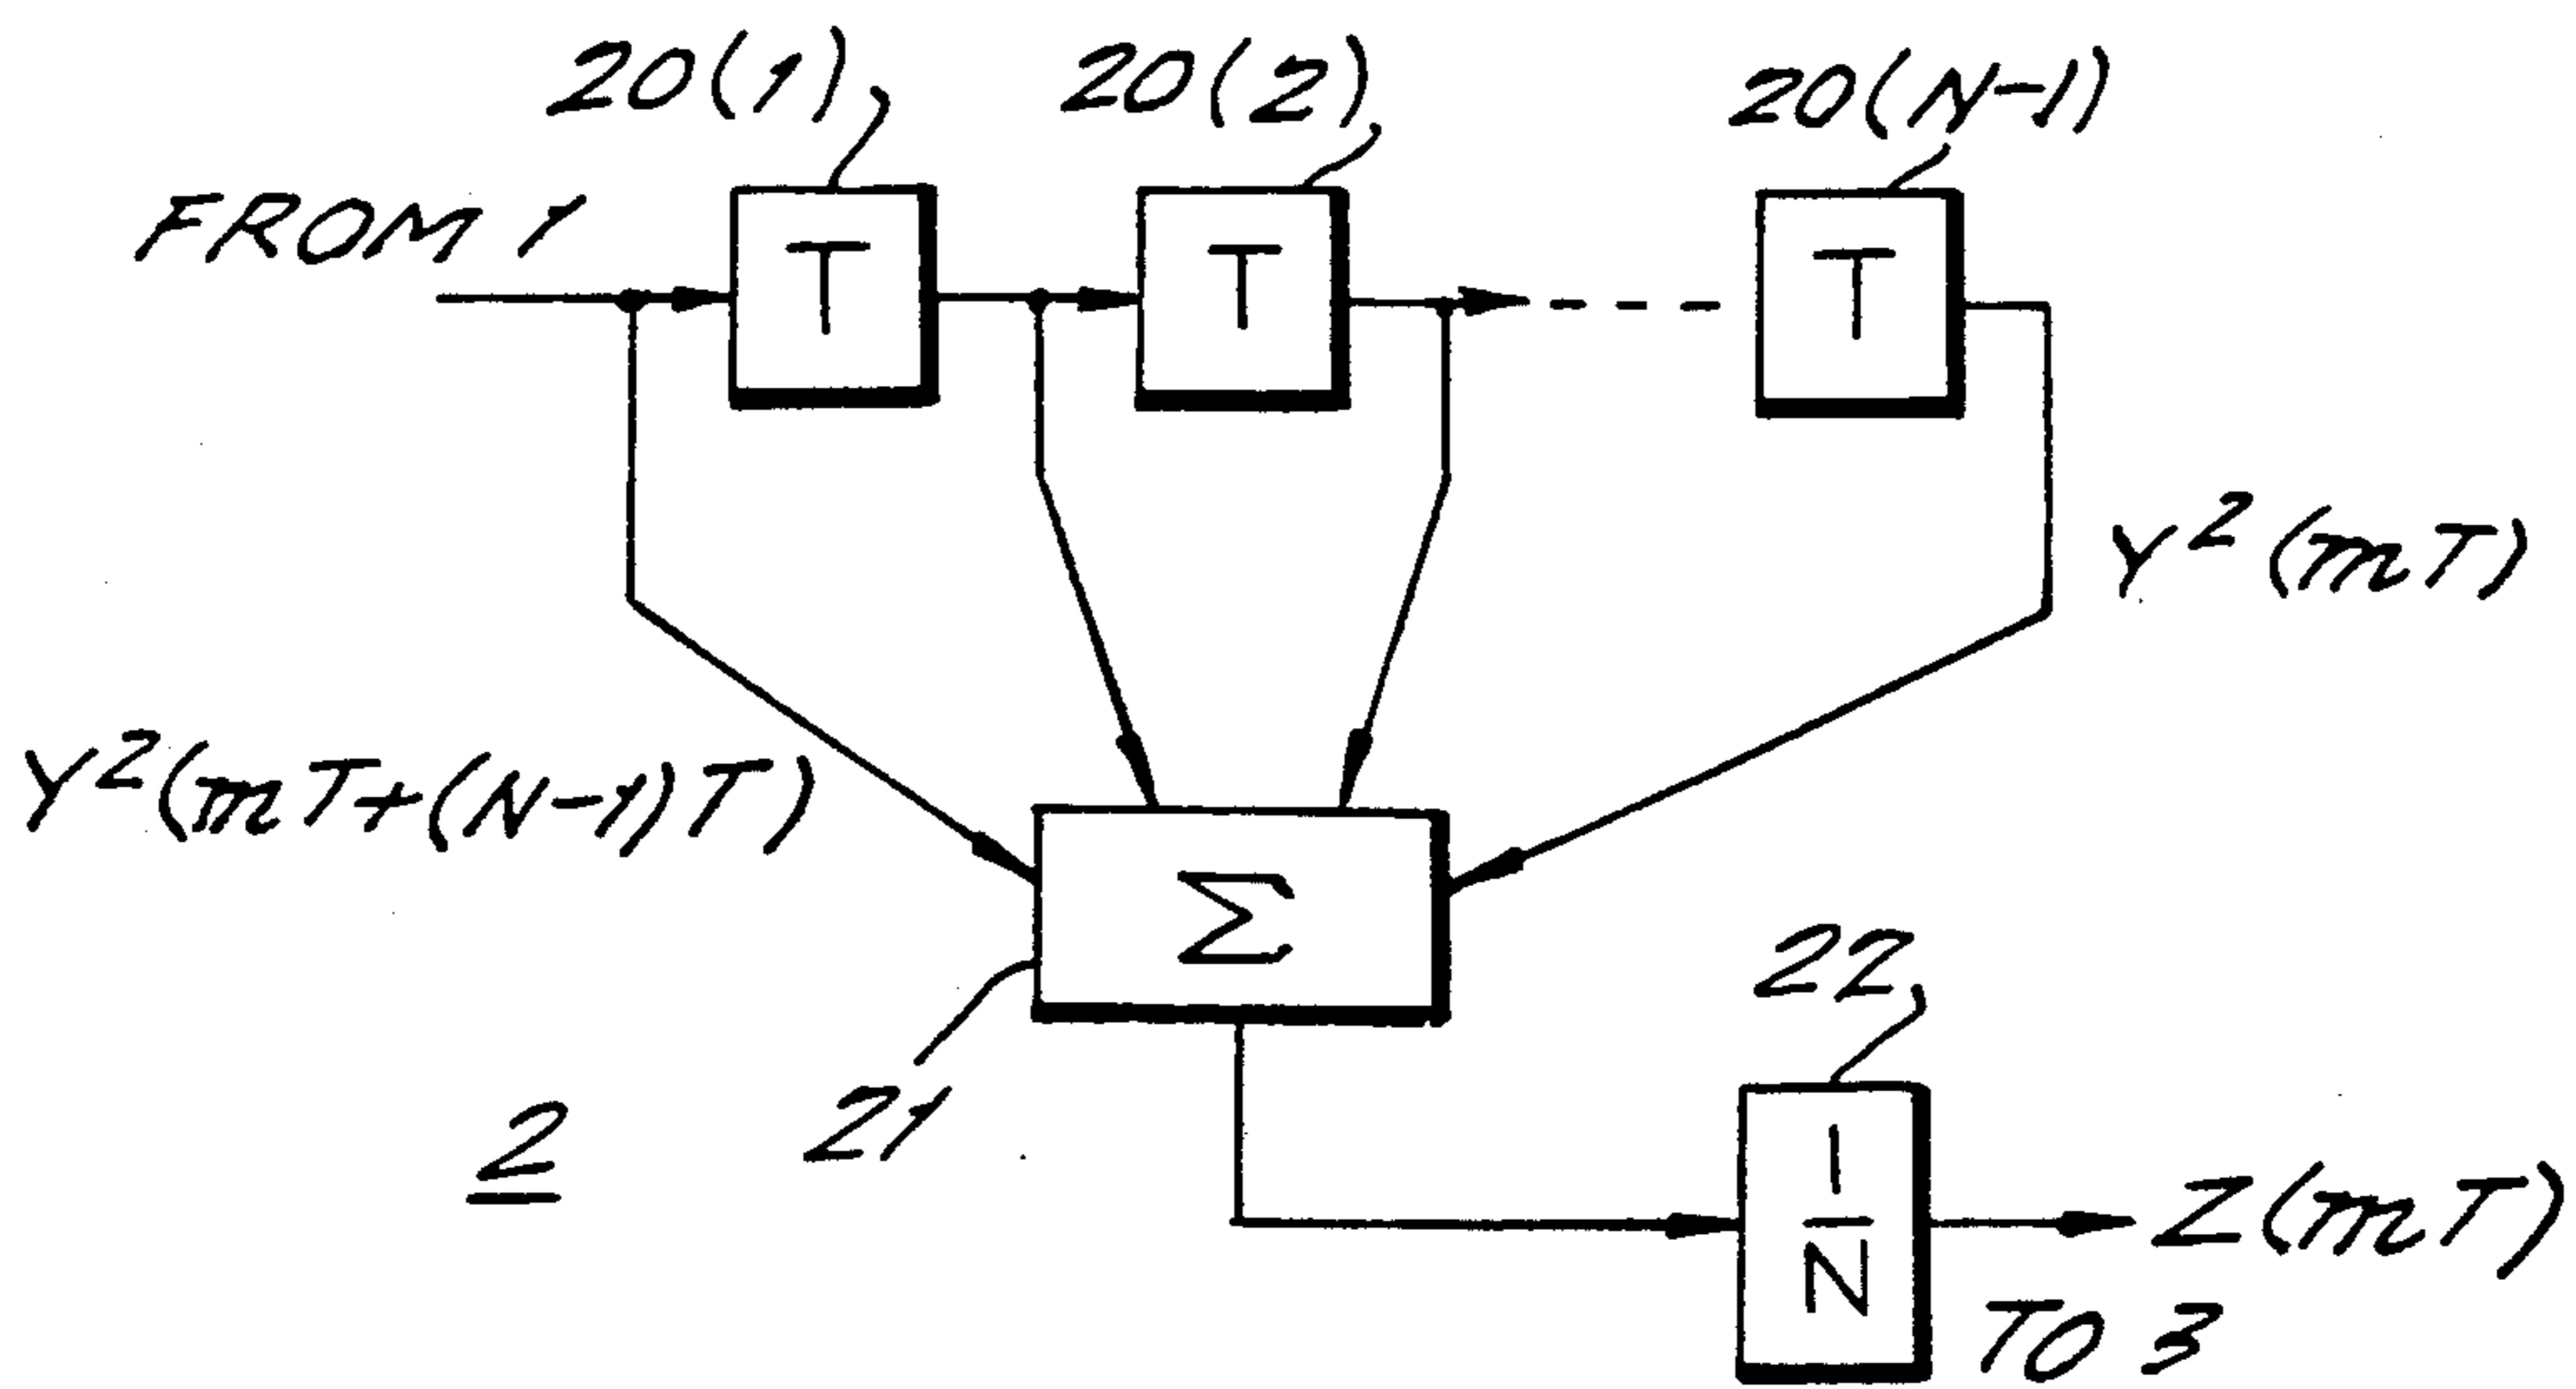 20(1)
20(2)
20(N-1)
FROM 1
T
T
T
Y²(mT)
Y²(mT+(N-1)T)
Σ
22
21
2
1/N
Z(mT)
TO 3